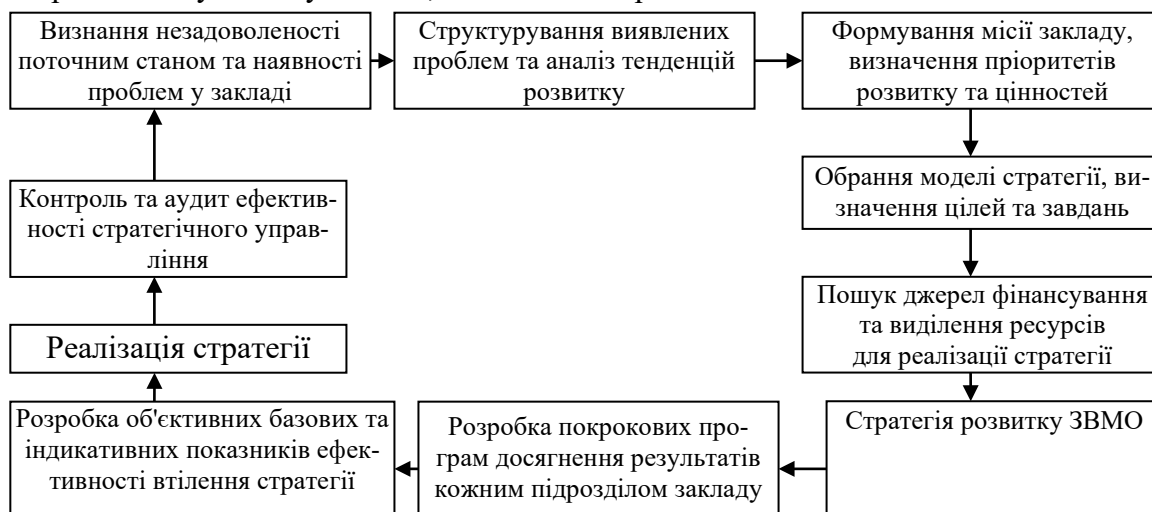 Визнання незадоволеності
поточним станом та наявності
проблем у закладі
Структурування виявлених
проблем та аналіз тенденцій
розвитку
Формування місії закладу,
визначення пріоритетів
розвитку та цінностей
Обрання моделі стратегії, ви-
значення цілей та завдань
Пошук джерел фінансування
та виділення ресурсів
для реалізації стратегії
Стратегія розвитку ЗВМО
Розробка покрокових про-
грам досягнення результатів
кожним підрозділом закладу
Розробка об'єктивних базових та
індикативних показників ефек-
тивності втілення стратегії
Реалізація стратегії
Контроль та аудит ефектив-
ності стратегічного управ-
ління